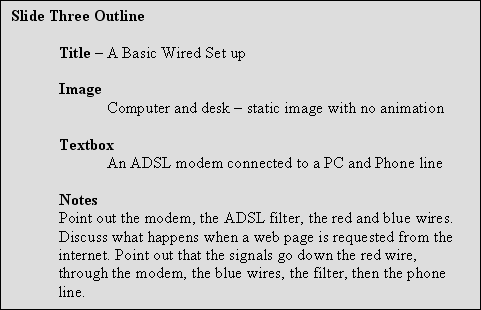 Slide Three Outline
Title – A Basic Wired Set up
Image
Computer and desk – static image with no animation
Textbox
An ADSL modem connected to a PC and Phone line
Notes
Point out the modem, the ADSL filter, the red and blue wires.
Discuss what happens when a web page is requested from the
internet. Point out that the signals go down the red wire,
through the modem, the blue wires, the filter, then the phone
line.